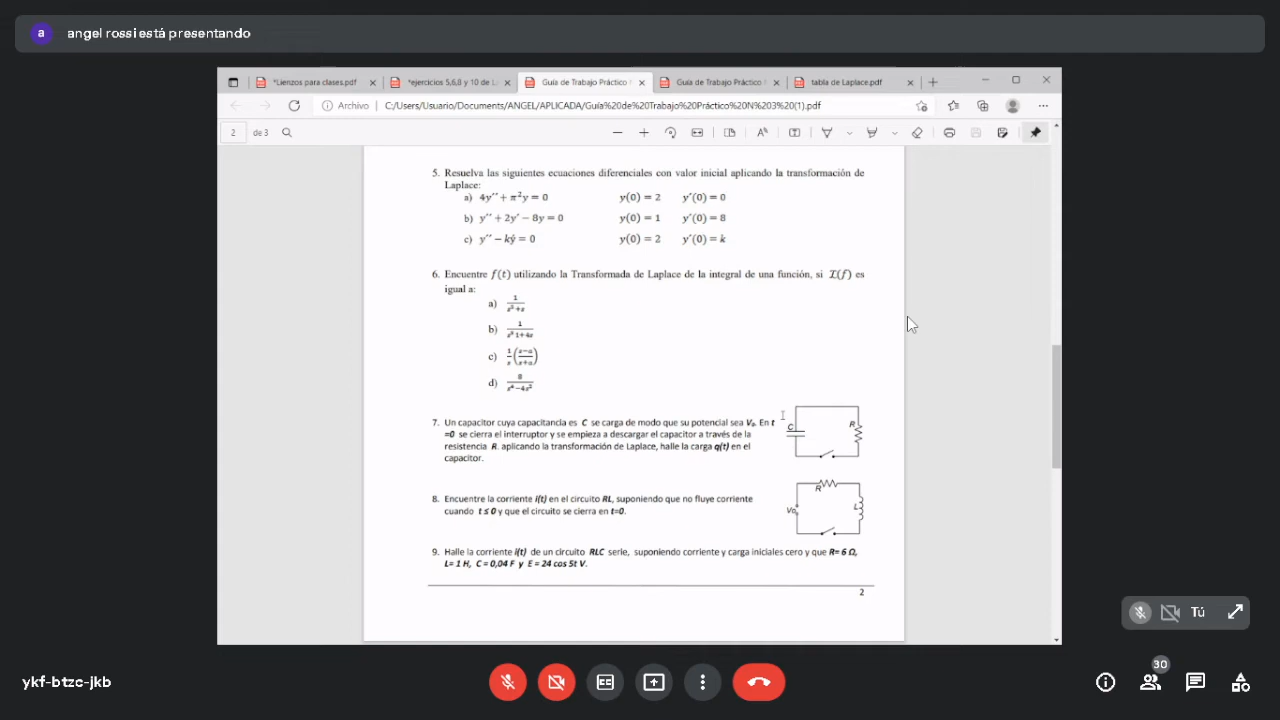 a angel rossi está presentando
*Lienzos para clases.pdf
*ejercicios 5,6,8 y 10 de L
Guía de Trabajo Práctico
Guía de Trabajo Práctico
tabla de Laplace.pdf
Archivo C:/Users/Usuario/Documents/ANGEL/APLICADA/Guía%20de%20Trabajo%20Práctico%20N%203%20(1).pdf
2 de 3
5. Resuelva las siguientes ecuaciones diferenciales con valor inicial aplicando la transformación de
Laplace:
a) 4y´´ + π²y = 0 y(0) = 2 y´(0) = 0
b) y´´ + 2y´ − 8y = 0 y(0) = 1 y´(0) = 8
c) y´´ − ký = 0 y(0) = 2 y´(0) = k
6. Encuentre f(t) utilizando la Transformada de Laplace de la integral de una función, si ℐ(f) es
igual a:
a)
b)
c) 1/s ((s−a)/(s+a))
d) 8/(s⁴−4s²)
7. Un capacitor cuya capacitancia es C se carga de modo que su potencial sea V₀. En t
=0 se cierra el interruptor y se empieza a descargar el capacitor a través de la
resistencia R. aplicando la transformación de Laplace, halle la carga q(t) en el
capacitor.
C R
8. Encuentre la corriente i(t) en el circuito RL, suponiendo que no fluye corriente
cuando t ≤ 0 y que el circuito se cierra en t=0.
R
Vo L
9. Halle la corriente i(t) de un circuito RLC serie, suponiendo corriente y carga iniciales cero y que R= 6 Ω,
L= 1 H, C = 0,04 F y E = 24 cos 5t V.
2
Tú
ykf-btzc-jkb
30